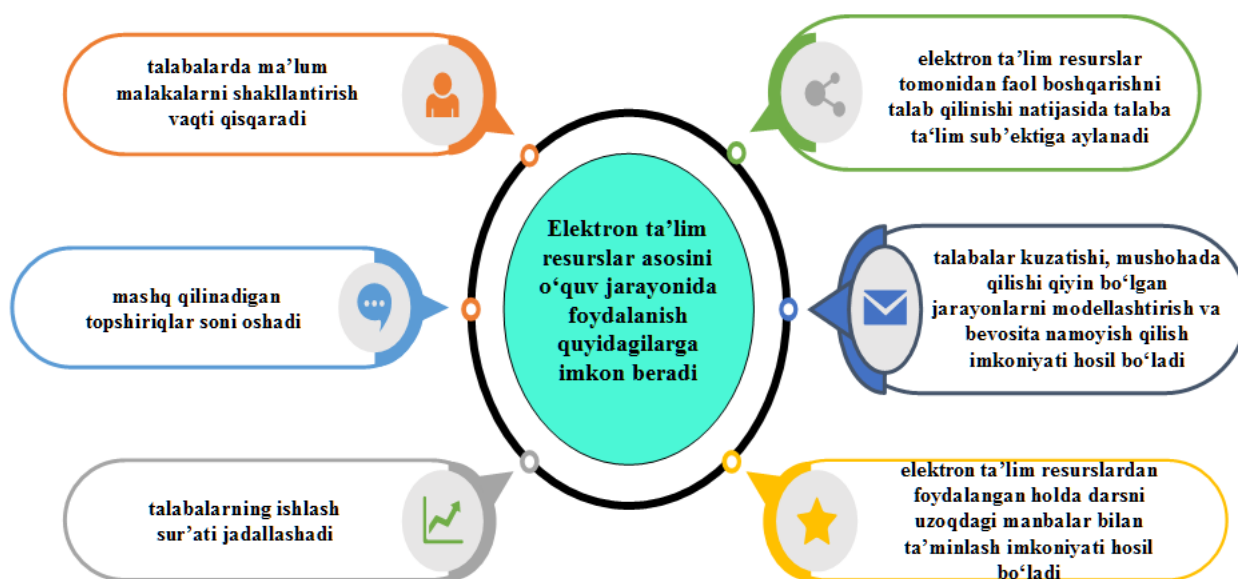 talabalarda ma’lum
malakalarni shakllantirish
vaqti qisqaradi
elektron ta’lim resurslar
tomonidan faol boshqarishni
talab qilinishi natijasida talaba
ta‘lim sub’ektiga aylanadi
Elektron ta’lim
resurslar asosini
o‘quv jarayonida
foydalanish
quyidagilarga
imkon beradi
mashq qilinadigan
topshiriqlar soni oshadi
talabalar kuzatishi, mushohada
qilishi qiyin bo‘lgan
jarayonlarni modellashtirish va
bevosita namoyish qilish
imkoniyati hosil bo‘ladi
talabalarning ishlash
sur’ati jadallashadi
elektron ta’lim resurslardan
foydalangan holda darsni
uzoqdagi manbalar bilan
ta’minlash imkoniyati hosil
bo‘ladi